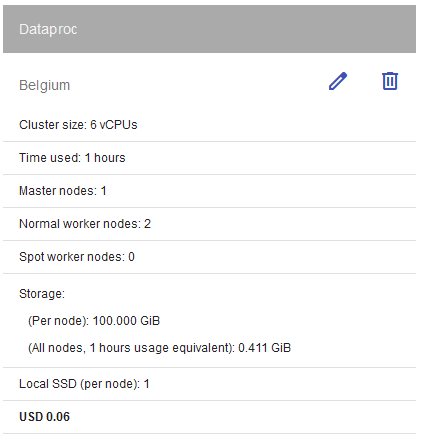 Dataproc
Belgium
Cluster size: 6 vCPUs
Time used: 1 hours
Master nodes: 1
Normal worker nodes: 2
Spot worker nodes: 0
Storage:
(Per node): 100.000 GiB
(All nodes, 1 hours usage equivalent): 0.411 GiB
Local SSD (per node): 1
USD 0.06